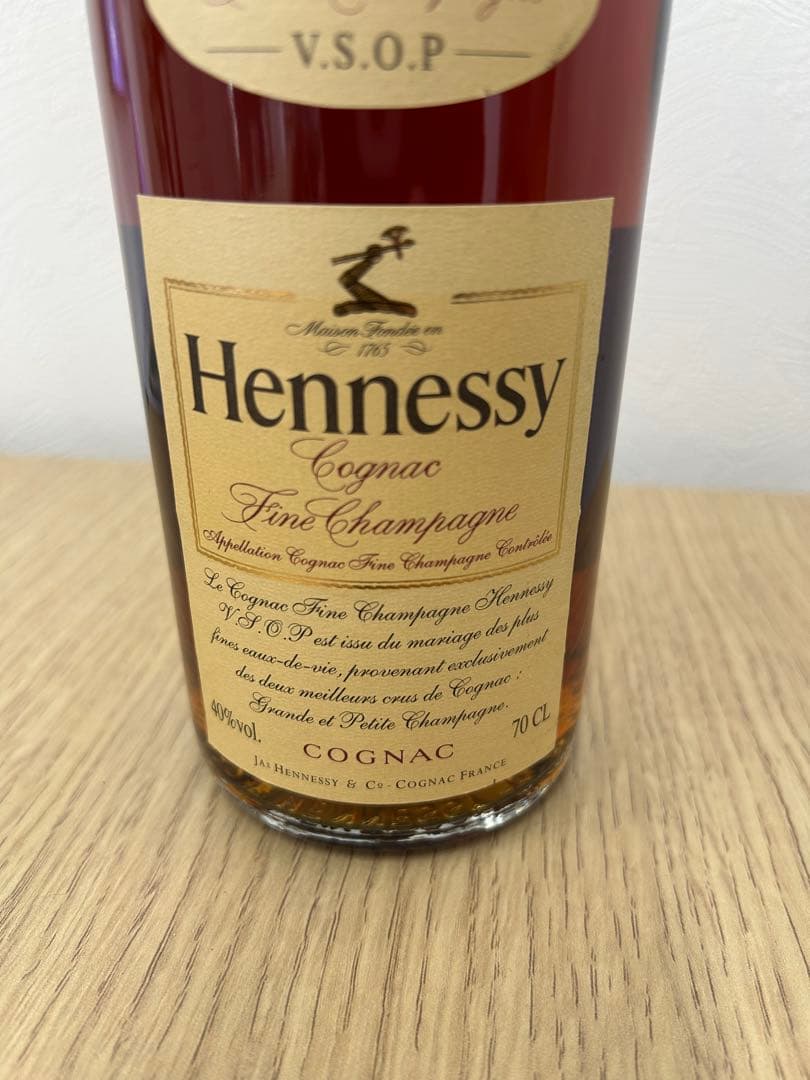 V.S.O.P
Maison Fondée en
1765
Hennessy
Cognac
Fine Champagne
Appellation Cognac Fine Champagne Contrôlée
Le Cognac Fine Champagne Hennessy
V.S.O.P est issu du mariage des plus
fines eaux-de-vie, provenant exclusivement
des deux meilleurs crus de Cognac :
Grande et Petite Champagne.
40%vol.
70 CL
COGNAC
JAS HENNESSY & Cº - COGNAC FRANCE